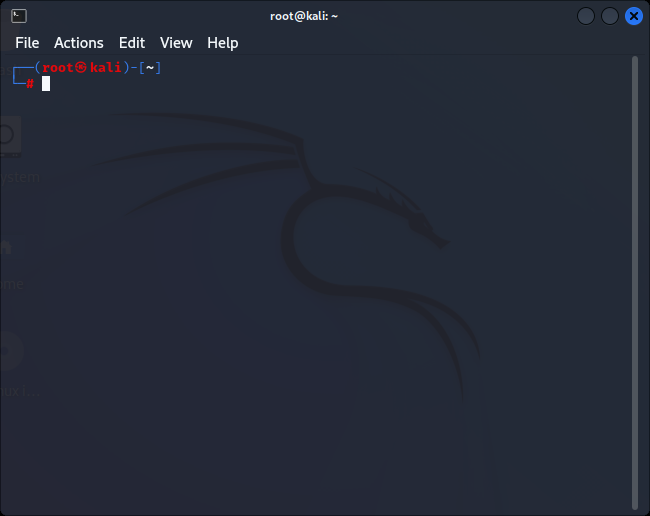 root@kali: ~
File Actions Edit View Help
┌──(root㉿kali)-[~]
└─#